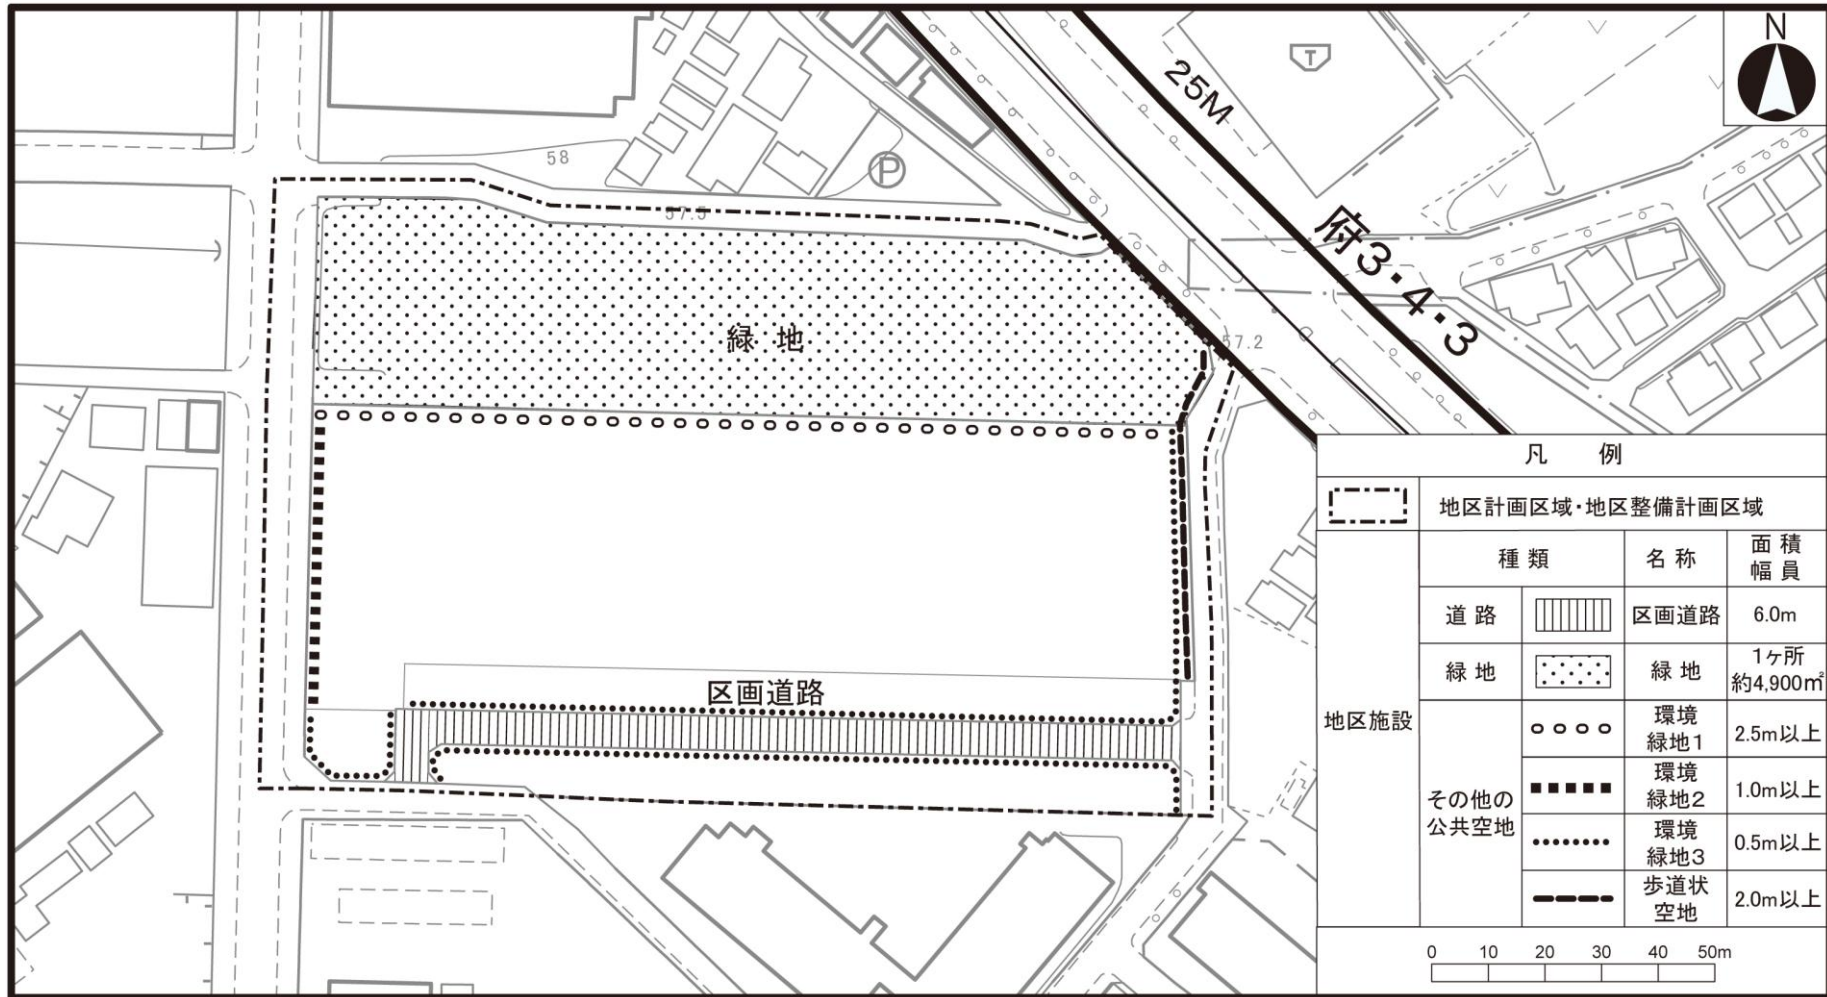 N
25M
T
58
P
57.5
府3・4・3
緑 地
57.2
区画道路
凡 例
地区計画区域・地区整備計画区域
種 類 名 称 面 積
幅 員
地区施設
道 路 区画道路 6.0m
緑 地 緑 地 1ヶ所
約4,900㎡
その他の
公共空地
環境
緑地1 2.5m以上
環境
緑地2 1.0m以上
環境
緑地3 0.5m以上
歩道状
空地 2.0m以上
0 10 20 30 40 50m